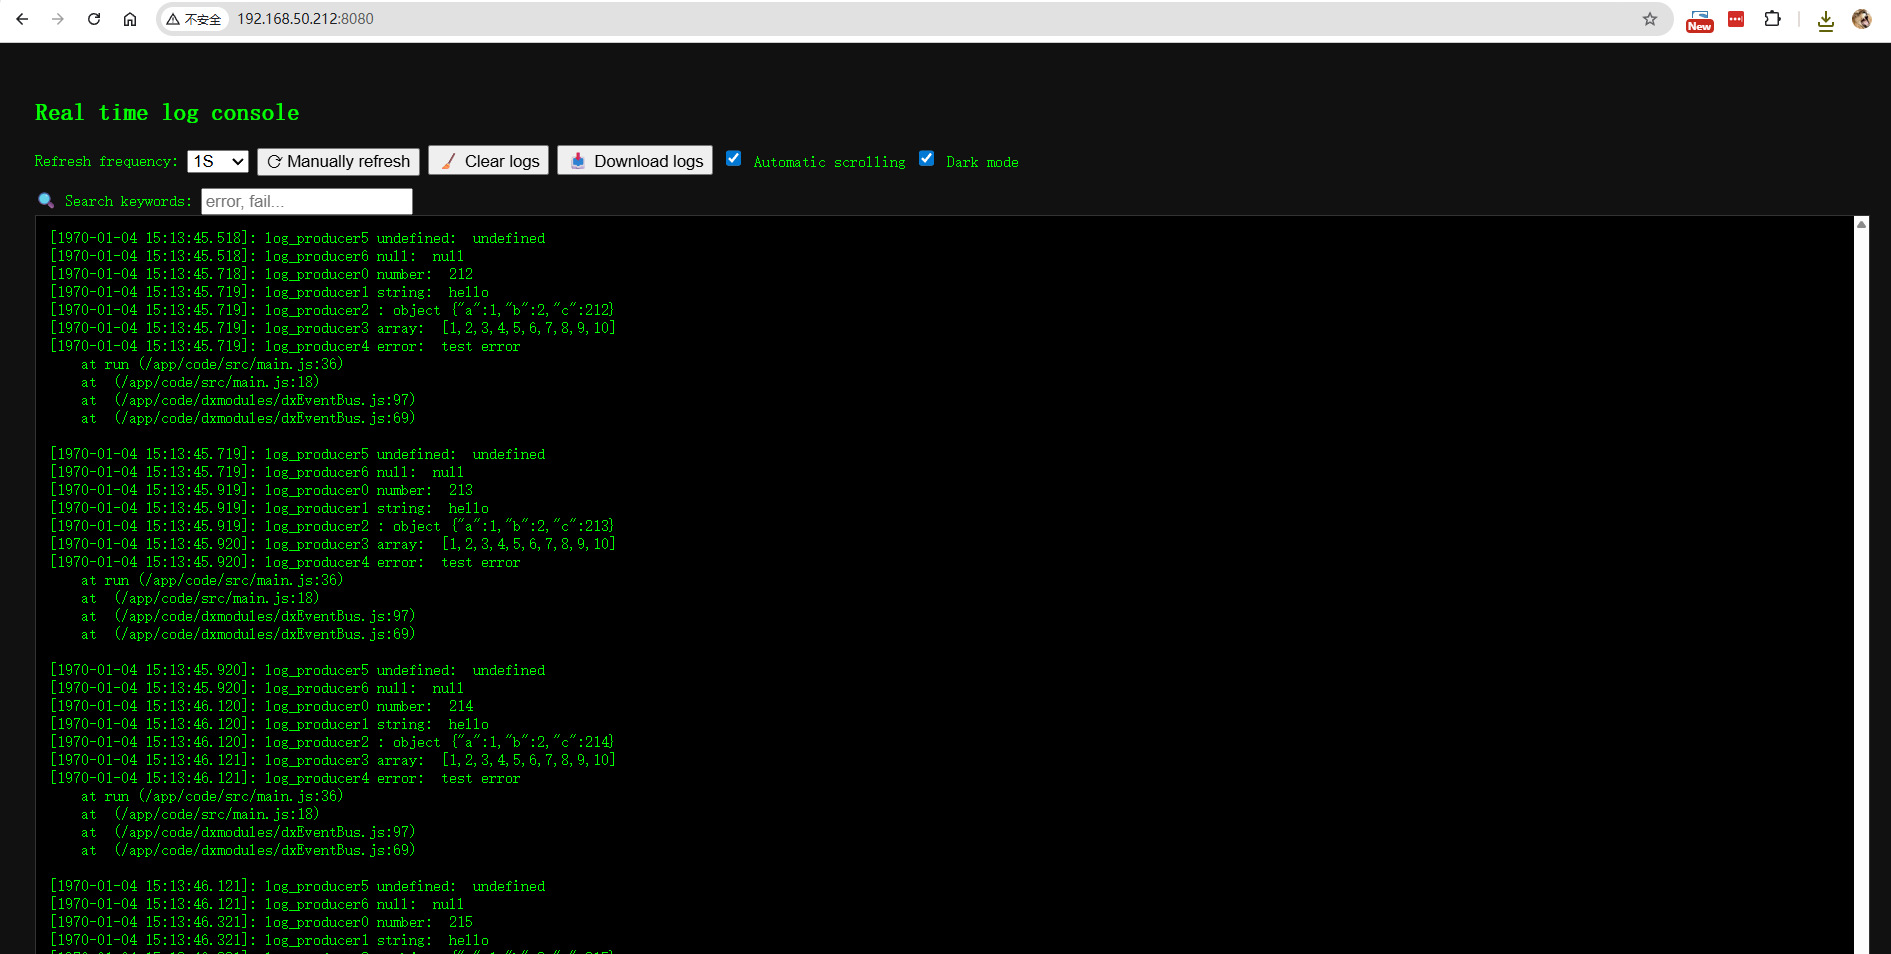 不安全 192.168.50.212:8080
New
Real time log console
Refresh frequency: 1S Manually refresh Clear logs Download logs Automatic scrolling Dark mode
Search keywords: error, fail...
[1970-01-04 15:13:45.518]: log_producer5 undefined:  undefined
[1970-01-04 15:13:45.518]: log_producer6 null:  null
[1970-01-04 15:13:45.718]: log_producer0 number:  212
[1970-01-04 15:13:45.719]: log_producer1 string:  hello
[1970-01-04 15:13:45.719]: log_producer2 : object {"a":1,"b":2,"c":212}
[1970-01-04 15:13:45.719]: log_producer3 array:  [1,2,3,4,5,6,7,8,9,10]
[1970-01-04 15:13:45.719]: log_producer4 error:  test error
    at run (/app/code/src/main.js:36)
    at  (/app/code/src/main.js:18)
    at  (/app/code/dxmodules/dxEventBus.js:97)
    at  (/app/code/dxmodules/dxEventBus.js:69)
[1970-01-04 15:13:45.719]: log_producer5 undefined:  undefined
[1970-01-04 15:13:45.719]: log_producer6 null:  null
[1970-01-04 15:13:45.919]: log_producer0 number:  213
[1970-01-04 15:13:45.919]: log_producer1 string:  hello
[1970-01-04 15:13:45.919]: log_producer2 : object {"a":1,"b":2,"c":213}
[1970-01-04 15:13:45.920]: log_producer3 array:  [1,2,3,4,5,6,7,8,9,10]
[1970-01-04 15:13:45.920]: log_producer4 error:  test error
    at run (/app/code/src/main.js:36)
    at  (/app/code/src/main.js:18)
    at  (/app/code/dxmodules/dxEventBus.js:97)
    at  (/app/code/dxmodules/dxEventBus.js:69)
[1970-01-04 15:13:45.920]: log_producer5 undefined:  undefined
[1970-01-04 15:13:45.920]: log_producer6 null:  null
[1970-01-04 15:13:46.120]: log_producer0 number:  214
[1970-01-04 15:13:46.120]: log_producer1 string:  hello
[1970-01-04 15:13:46.120]: log_producer2 : object {"a":1,"b":2,"c":214}
[1970-01-04 15:13:46.121]: log_producer3 array:  [1,2,3,4,5,6,7,8,9,10]
[1970-01-04 15:13:46.121]: log_producer4 error:  test error
    at run (/app/code/src/main.js:36)
    at  (/app/code/src/main.js:18)
    at  (/app/code/dxmodules/dxEventBus.js:97)
    at  (/app/code/dxmodules/dxEventBus.js:69)
[1970-01-04 15:13:46.121]: log_producer5 undefined:  undefined
[1970-01-04 15:13:46.121]: log_producer6 null:  null
[1970-01-04 15:13:46.321]: log_producer0 number:  215
[1970-01-04 15:13:46.321]: log_producer1 string:  hello